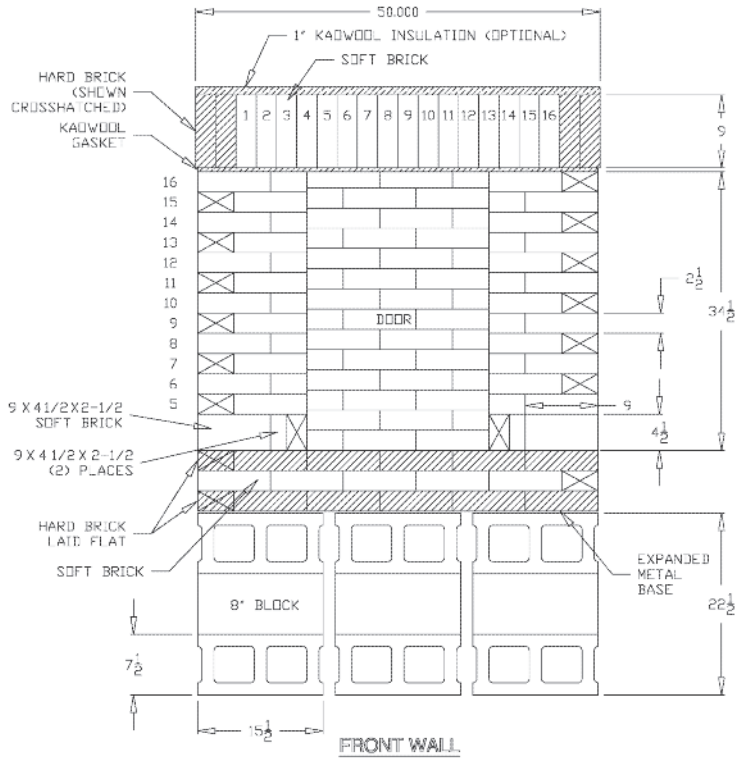 50.000
1" KAOWOOL INSULATION (OPTIONAL)
SOFT BRICK
HARD BRICK
(SHOWN
CROSSHATCHED)
KAOWOOL
GASKET
1 2 3 4 5 6 7 8 9 10 11 12 13 14 15 16
9
16
15
14
13
12
11
10
9
8
7
6
5
DOOR
2 1/2
34 1/2
9
4 1/2
9 X 4 1/2 X 2-1/2
SOFT BRICK
9 X 4 1/2 X 2-1/2
(2) PLACES
HARD BRICK
LAID FLAT
SOFT BRICK
EXPANDED
METAL
BASE
8" BLOCK
22 1/2
7 1/2
15 1/2
FRONT WALL